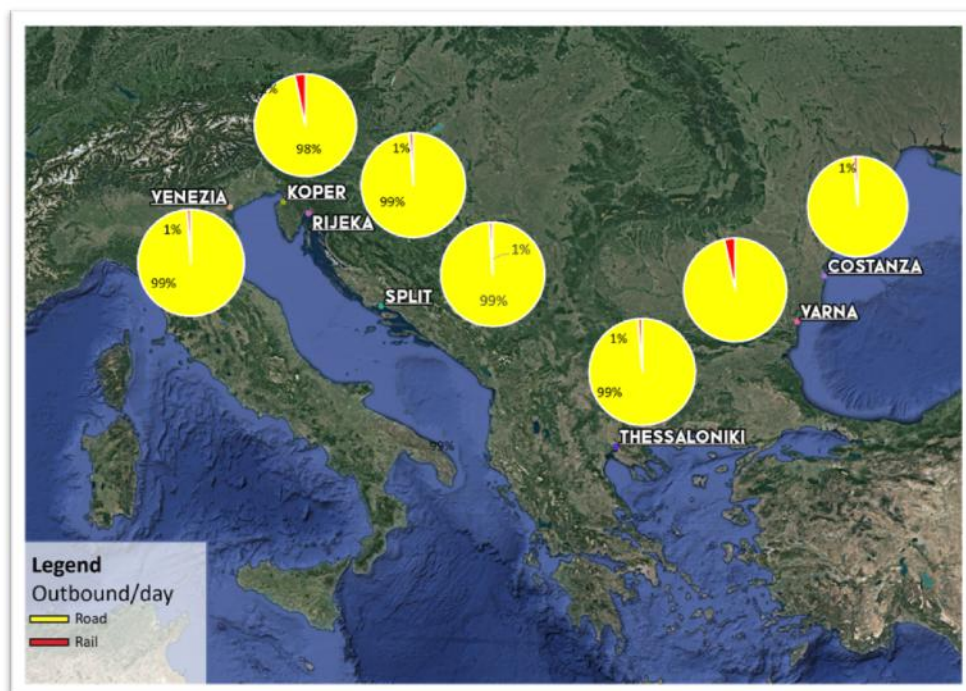 98%
1%
99%
1%
VENEZIA
KOPER
RIJEKA
1%
99%
1%
99%
COSTANZA
SPLIT
VARNA
1%
99%
THESSALONIKI
99%
Legend
Outbound/day
Road
Rail